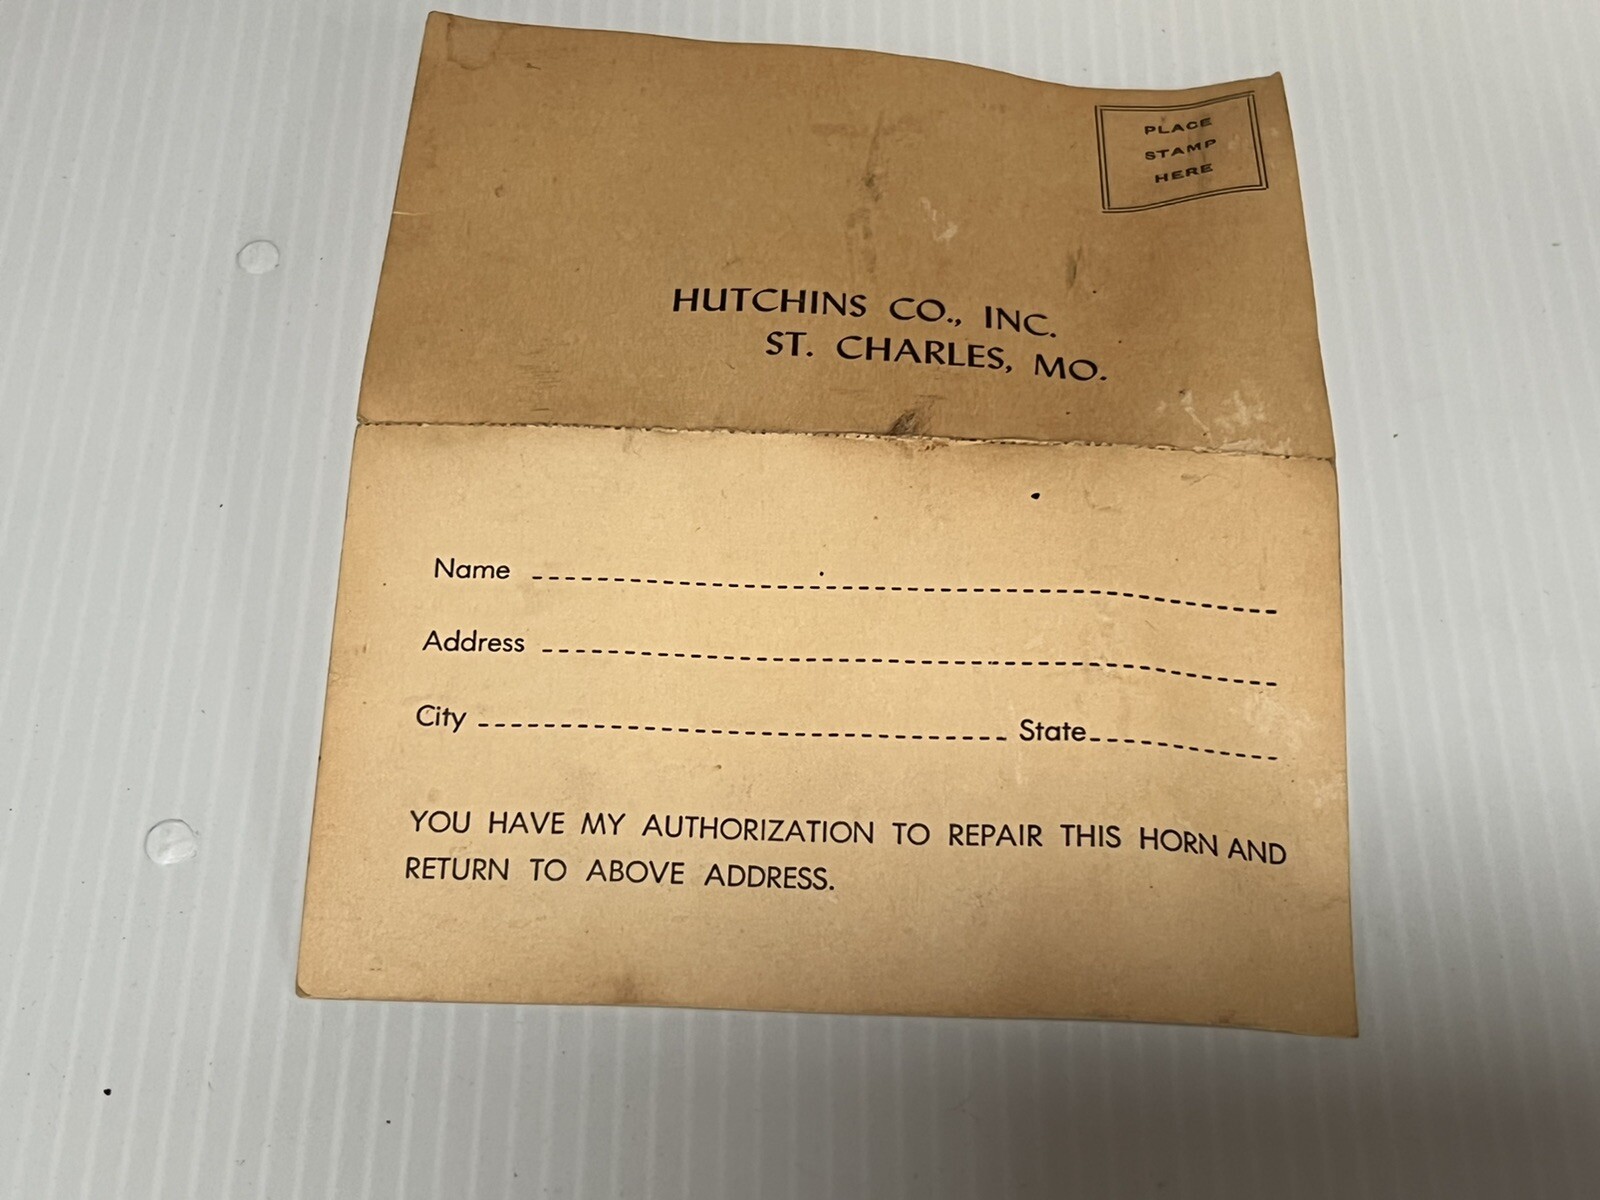 PLACE
STAMP
HERE
HUTCHINS CO., INC.
ST. CHARLES, MO.
Name
Address
City State
YOU HAVE MY AUTHORIZATION TO REPAIR THIS HORN AND
RETURN TO ABOVE ADDRESS.